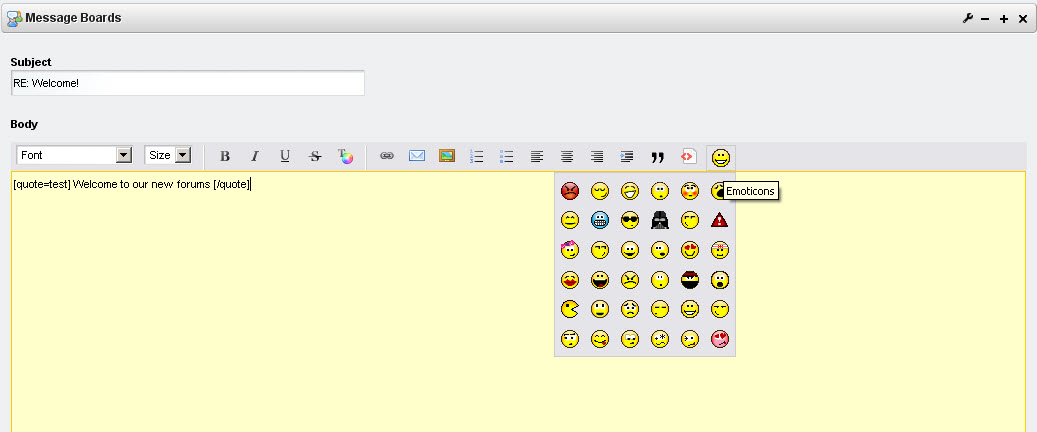 Message Boards
Subject
RE: Welcome!
Body
Font Size B I U S T
[quote=test] Welcome to our new forums [/quote]
Emoticons